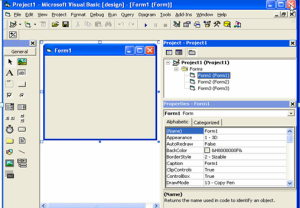 Project1 - Microsoft Visual Basic [design] - [Form1 (Form)]
File Edit View Project Format Debug Run Query Diagram Tools Add-Ins Window Help
General
Form1
Project - Project1
Project1 (Project1)
Forms
Form1 (Form1)
Form2 (Form2)
Form3 (Form3)
Properties - Form1
Form1 Form
Alphabetic Categorized
(Name) Form1
Appearance 1 - 3D
AutoRedraw False
BackColor
BorderStyle 2 - Sizable
Caption Form1
ClipControls True
ControlBox True
DrawMode 13 - Copy Pen
(Name)
Returns the name used in code to identify an object.